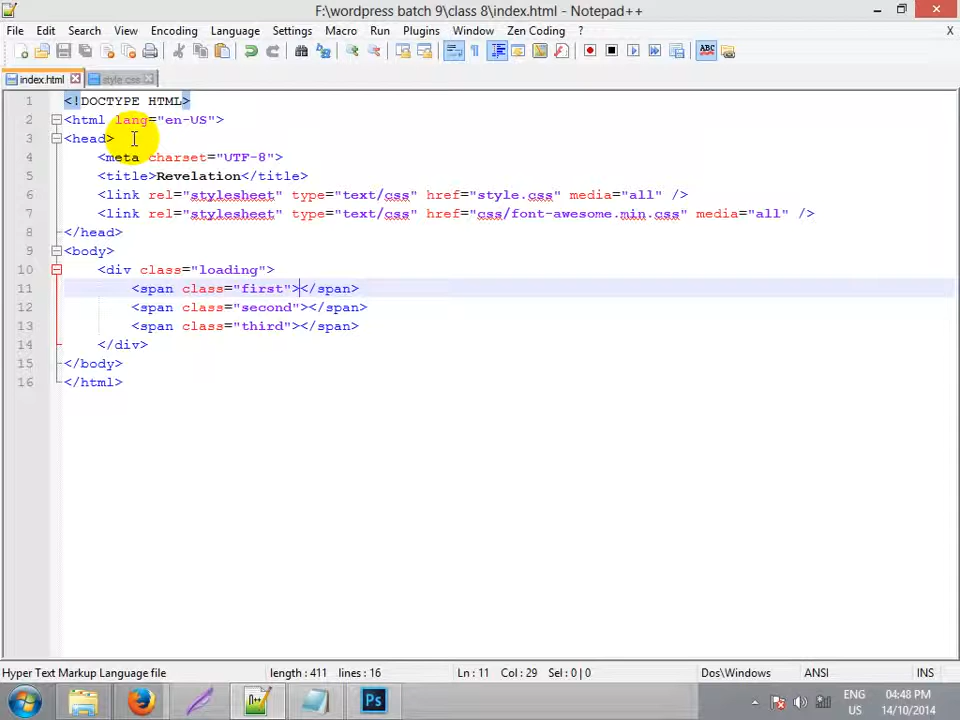 F:\wordpress batch 9\class 8\index.html - Notepad++
File Edit Search View Encoding Language Settings Macro Run Plugins Window Zen Coding ? X
index.html style.css
1 <!DOCTYPE HTML>
2 <html lang="en-US">
3 <head>
4 <meta charset="UTF-8">
5 <title>Revelation</title>
6 <link rel="stylesheet" type="text/css" href="style.css" media="all" />
7 <link rel="stylesheet" type="text/css" href="css/font-awesome.min.css" media="all" />
8 </head>
9 <body>
10 <div class="loading">
11 <span class="first"></span>
12 <span class="second"></span>
13 <span class="third"></span>
14 </div>
15 </body>
16 </html>
Hyper Text Markup Language file length : 411 lines : 16 Ln : 11 Col : 29 Sel : 0 | 0 Dos\Windows ANSI INS
ENG 04:48 PM
US 14/10/2014
Ps
ABC